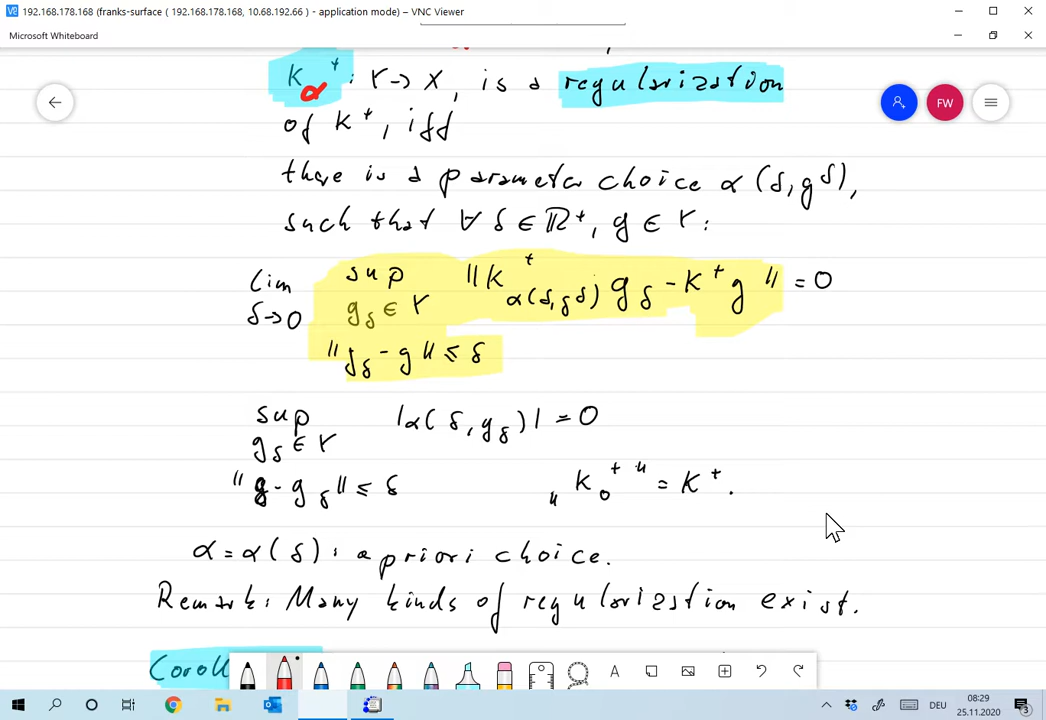 192.168.178.168 (franks-surface ( 192.168.178.168, 10.68.192.66 ) - application mode) – VNC Viewer
Microsoft Whiteboard
K_α^† : Y → X, is a regularization
FW
of K^†, iff
there is a parameter choice α(δ, g^δ),
such that ∀ δ ∈ ℝ^+, g ∈ Y:
lim sup ‖K^†_{α(δ,g^δ)} g_δ - K^† g‖ = 0
δ→0 g_δ ∈ Y
‖g_δ - g‖ ≤ δ
sup |α(δ, g_δ)| = 0
g_δ ∈ Y
‖g - g_δ‖ ≤ δ „K_0^†“ = K^†.
α = α(δ): a priori choice.
Remark: Many kinds of regularization exist.
Coroll
A
DEU
08:29
25.11.2020
3